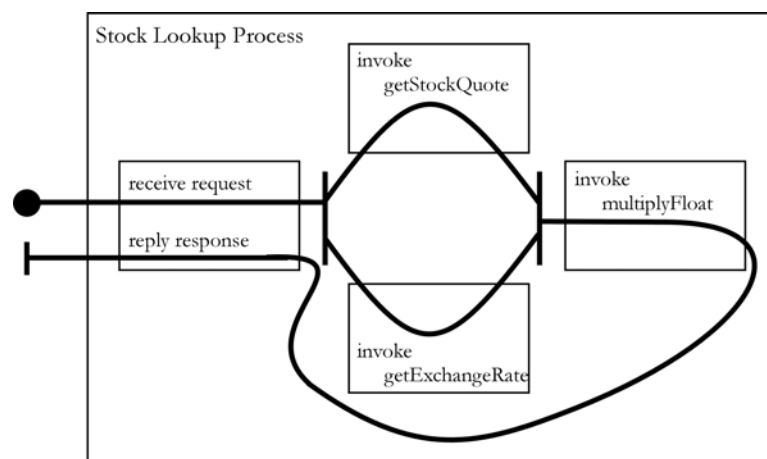 Stock Lookup Process
invoke
getStockQuote
receive request
reply response
invoke
multiplyFloat
invoke
getExchangeRate